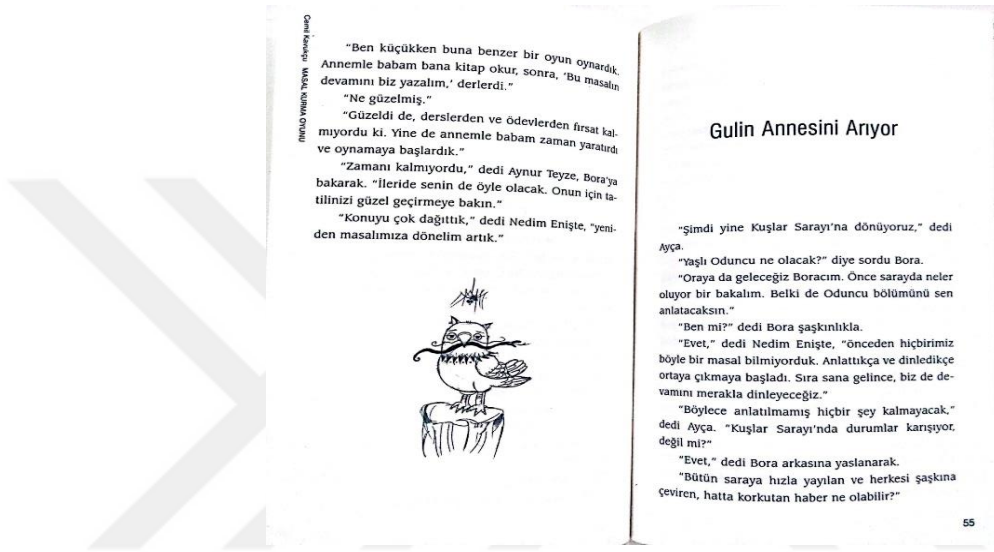 Cemil Kavukçu MASAL KURMA OYUNU
"Ben küçükken buna benzer bir oyun oynardık.
Annemle babam bana kitap okur, sonra, 'Bu masalın
devamını biz yazalım,' derlerdi."
"Ne güzelmiş."
"Güzeldi de, derslerden ve ödevlerden fırsat kal-
mıyordu ki. Yine de annemle babam zaman yaratırdı
ve oynamaya başlardık."
"Zamanı kalmıyordu," dedi Aynur Teyze, Bora'ya
bakarak. "İleride senin de öyle olacak. Onun için ta-
tilinizi güzel geçirmeye bakın."
"Konuyu çok dağıttık," dedi Nedim Enişte, "yeni-
den masalımıza dönelim artık."
Gulin Annesini Arıyor
"Şimdi yine Kuşlar Sarayı'na dönüyoruz," dedi
Ayça.
"Yaşlı Oduncu ne olacak?" diye sordu Bora.
"Oraya da geleceğiz Boracım. Önce sarayda neler
oluyor bir bakalım. Belki de Oduncu bölümünü sen
anlatacaksın."
"Ben mi?" dedi Bora şaşkınlıkla.
"Evet," dedi Nedim Enişte, "önceden hiçbirimiz
böyle bir masal bilmiyorduk. Anlattıkça ve dinledikçe
ortaya çıkmaya başladı. Sıra sana gelince, biz de de-
vamını merakla dinleyeceğiz."
"Böylece anlatılmamış hiçbir şey kalmayacak,"
dedi Ayça. "Kuşlar Sarayı'nda durumlar karışıyor,
değil mi?"
"Evet," dedi Bora arkasına yaslanarak.
"Bütün saraya hızla yayılan ve herkesi şaşkına
çeviren, hatta korkutan haber ne olabilir?"
55